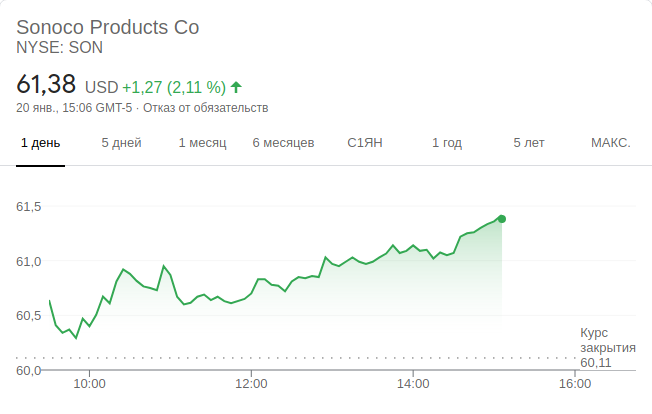 Sonoco Products Co
NYSE: SON
61,38 USD +1,27 (2,11 %)
20 янв., 15:06 GMT-5 · Отказ от обязательств
1 день 5 дней 1 месяц 6 месяцев С1ЯН 1 год 5 лет МАКС.
61,5
61,0
60,5
60,0
Курс
закрытия
60,11
10:00 12:00 14:00 16:00